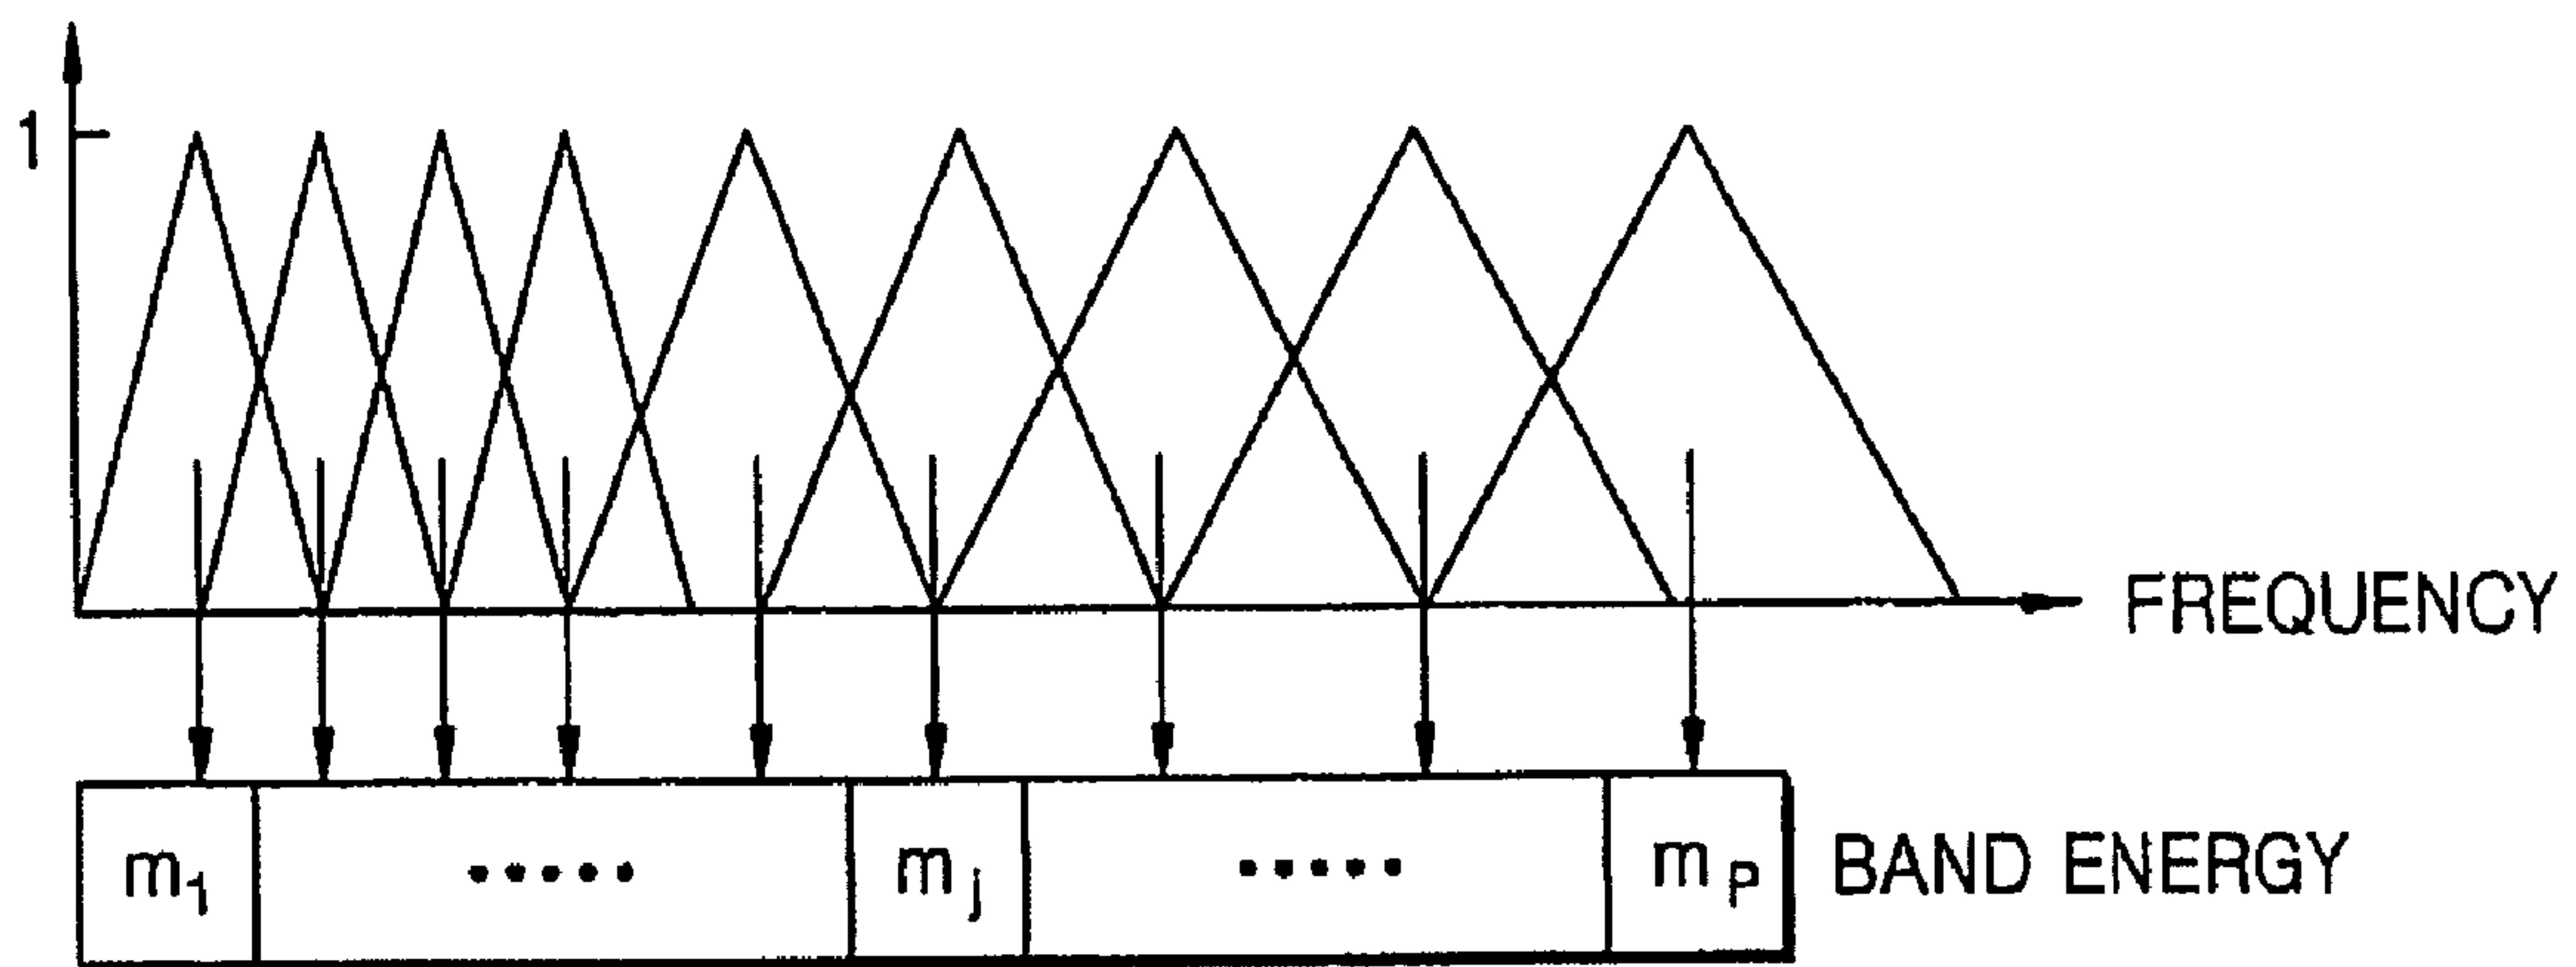 1
FREQUENCY
m1 ..... mj ..... mP BAND ENERGY